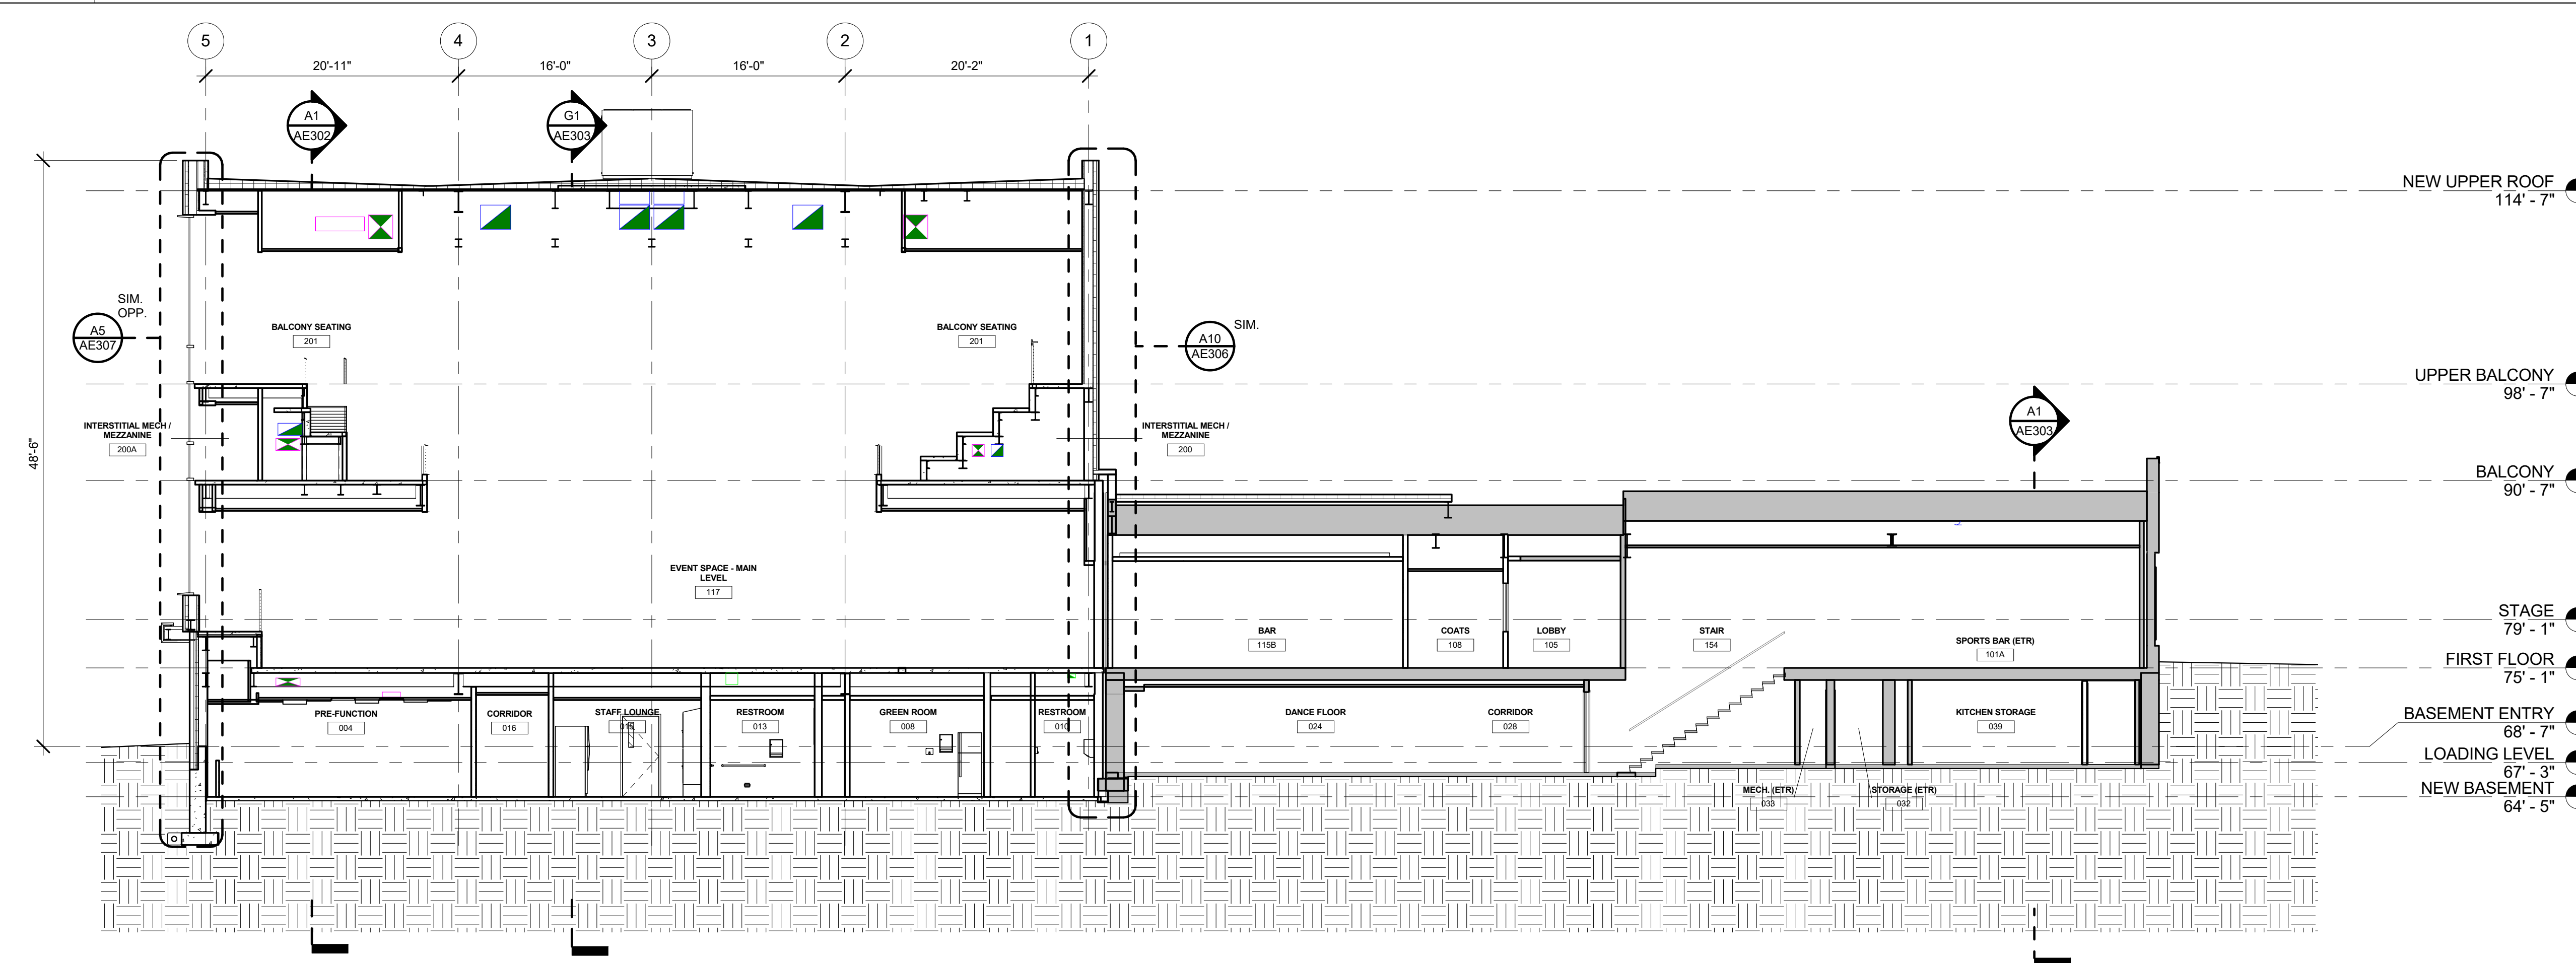 5
4
3
2
1
20'-11"
16'-0"
16'-0"
20'-2"
A1
AE302
G1
AE303
NEW UPPER ROOF
114' - 7"
SIM.
OPP.
A5
AE307
BALCONY SEATING
201
BALCONY SEATING
201
SIM.
A10
AE306
UPPER BALCONY
98' - 7"
48'-6"
INTERSTITIAL MECH /
MEZZANINE
200A
INTERSTITIAL MECH /
MEZZANINE
200
A1
AE303
BALCONY
90' - 7"
EVENT SPACE - MAIN
LEVEL
117
STAGE
79' - 1"
BAR
115B
COATS
108
LOBBY
105
STAIR
154
SPORTS BAR (ETR)
101A
FIRST FLOOR
75' - 1"
PRE-FUNCTION
004
CORRIDOR
016
STAFF LOUNGE
RESTROOM
013
GREEN ROOM
008
RESTROOM
010
DANCE FLOOR
024
CORRIDOR
028
KITCHEN STORAGE
039
BASEMENT ENTRY
68' - 7"
LOADING LEVEL
67' - 3"
MECH. (ETR)
033
STORAGE (ETR)
032
NEW BASEMENT
64' - 5"